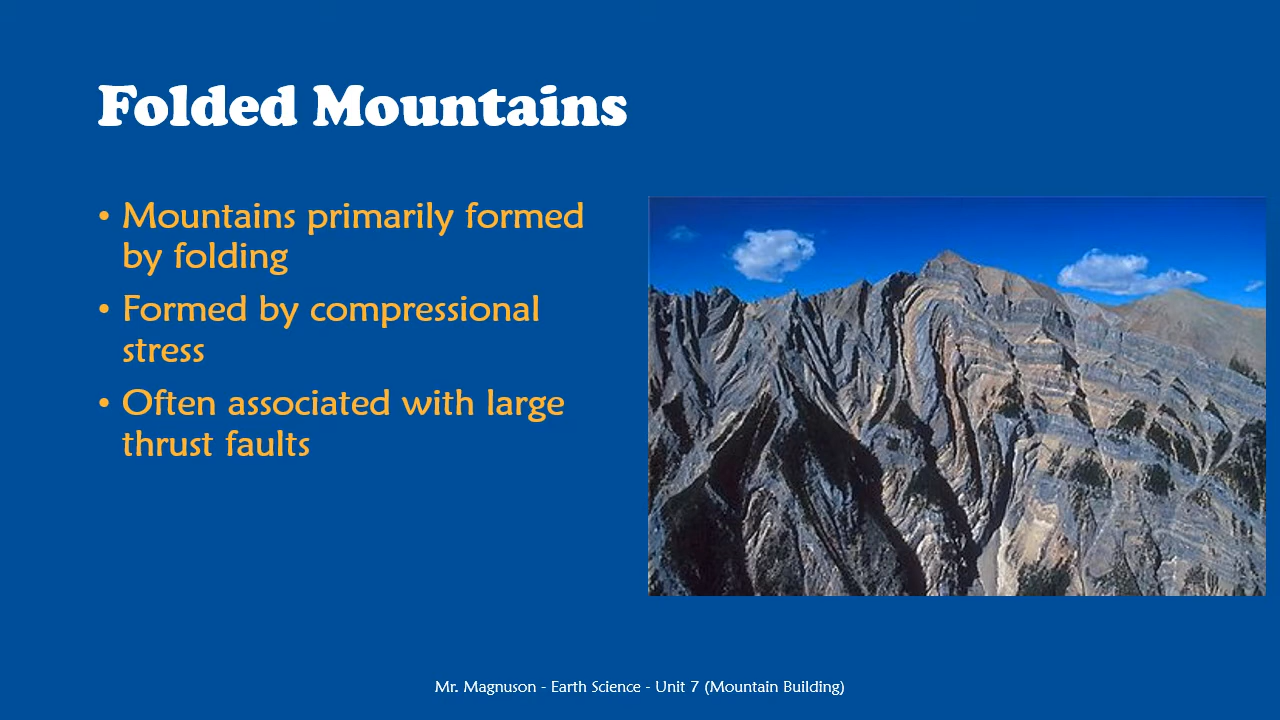 Folded Mountains
• Mountains primarily formed
by folding
• Formed by compressional
stress
• Often associated with large
thrust faults
Mr. Magnuson - Earth Science - Unit 7 (Mountain Building)